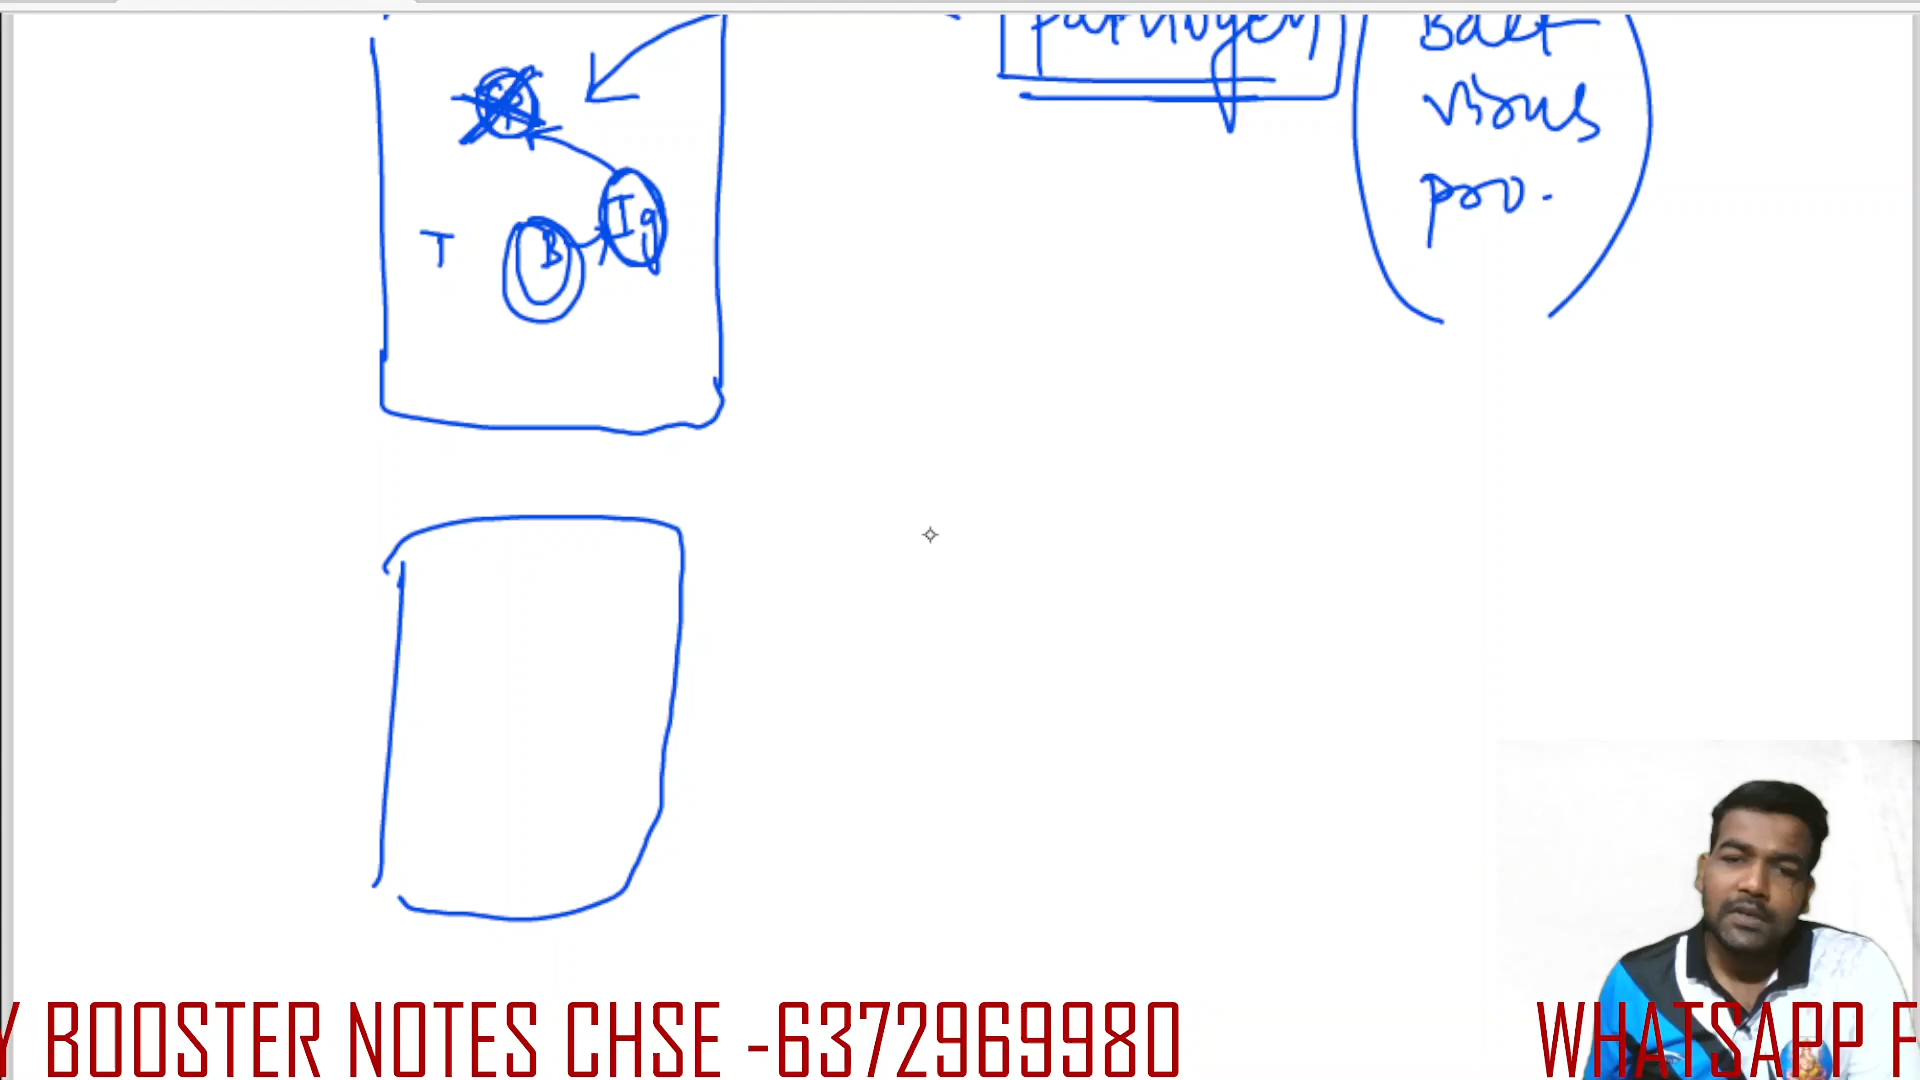 pathogen
Bact
virus
pro.
Ig
T B
Y BOOSTER NOTES CHSE -6372969980
WHATSAPP F